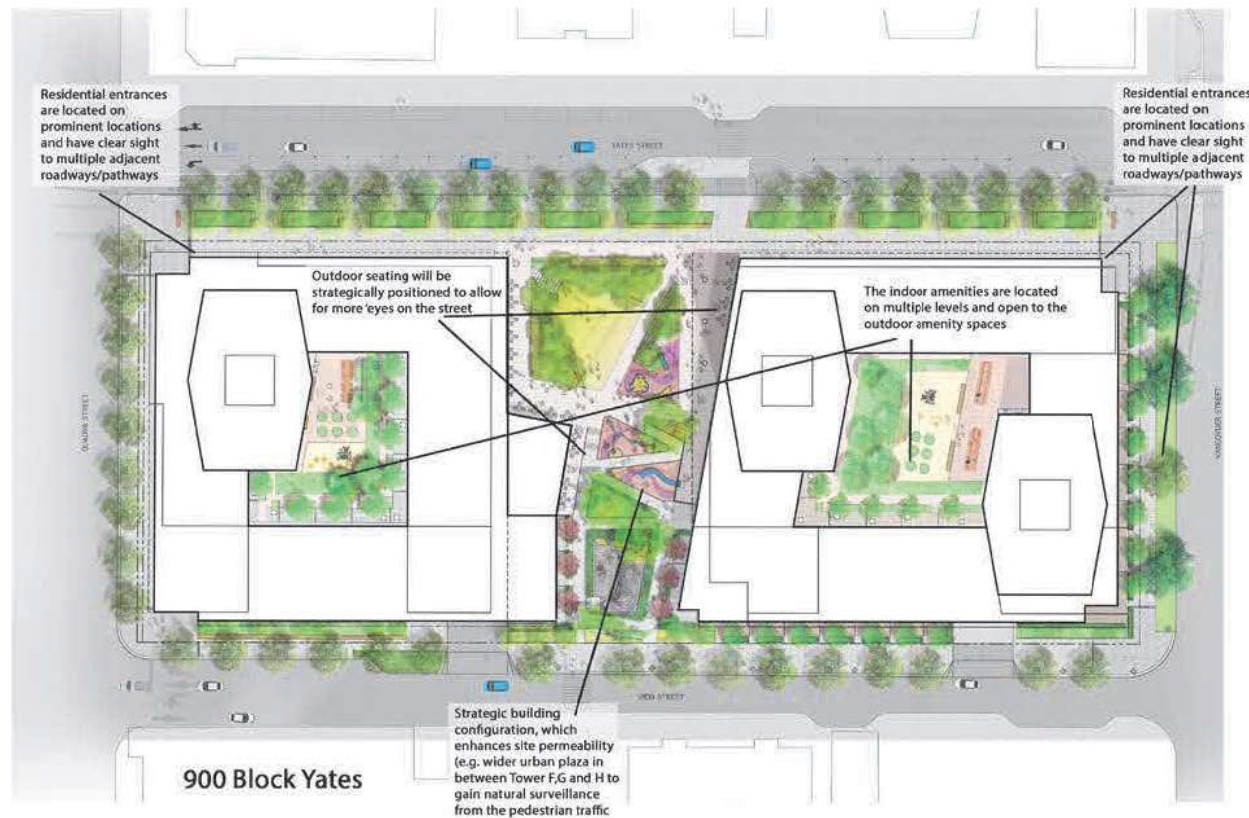 Residential entrances
are located on
prominent locations
and have clear sight
to multiple adjacent
roadways/pathways
Residential entrances
are located on
prominent locations
and have clear sight
to multiple adjacent
roadways/pathways
YATES STREET
Outdoor seating will be
strategically positioned to allow
for more 'eyes on the street
The indoor amenities are located
on multiple levels and open to the
outdoor amenity spaces
QUADRA STREET
VANCOUVER STREET
VIEW STREET
Strategic building
configuration, which
enhances site permeability
(e.g. wider urban plaza in
between Tower F,G and H to
gain natural surveillance
from the pedestrian traffic
900 Block Yates